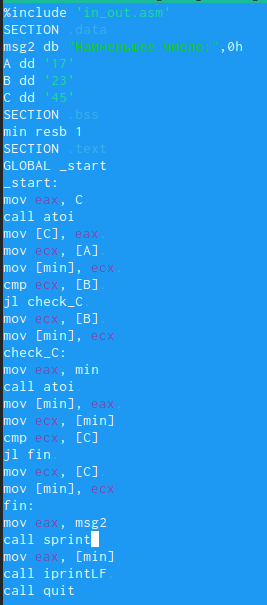 %include 'in_out.asm'
SECTION .data
msg2 db "Наименьшее число:",0h
A dd '17'
B dd '23'
C dd '45'
SECTION .bss
min resb 1
SECTION .text
GLOBAL _start
_start:
mov eax, C
call atoi
mov [C], eax
mov ecx, [A]
mov [min], ecx
cmp ecx, [B]
jl check_C
mov ecx, [B]
mov [min], ecx
check_C:
mov eax, min
call atoi
mov [min], eax
mov ecx, [min]
cmp ecx, [C]
jl fin
mov ecx, [C]
mov [min], ecx
fin:
mov eax, msg2
call sprint
mov eax, [min]
call iprintLF
call quit